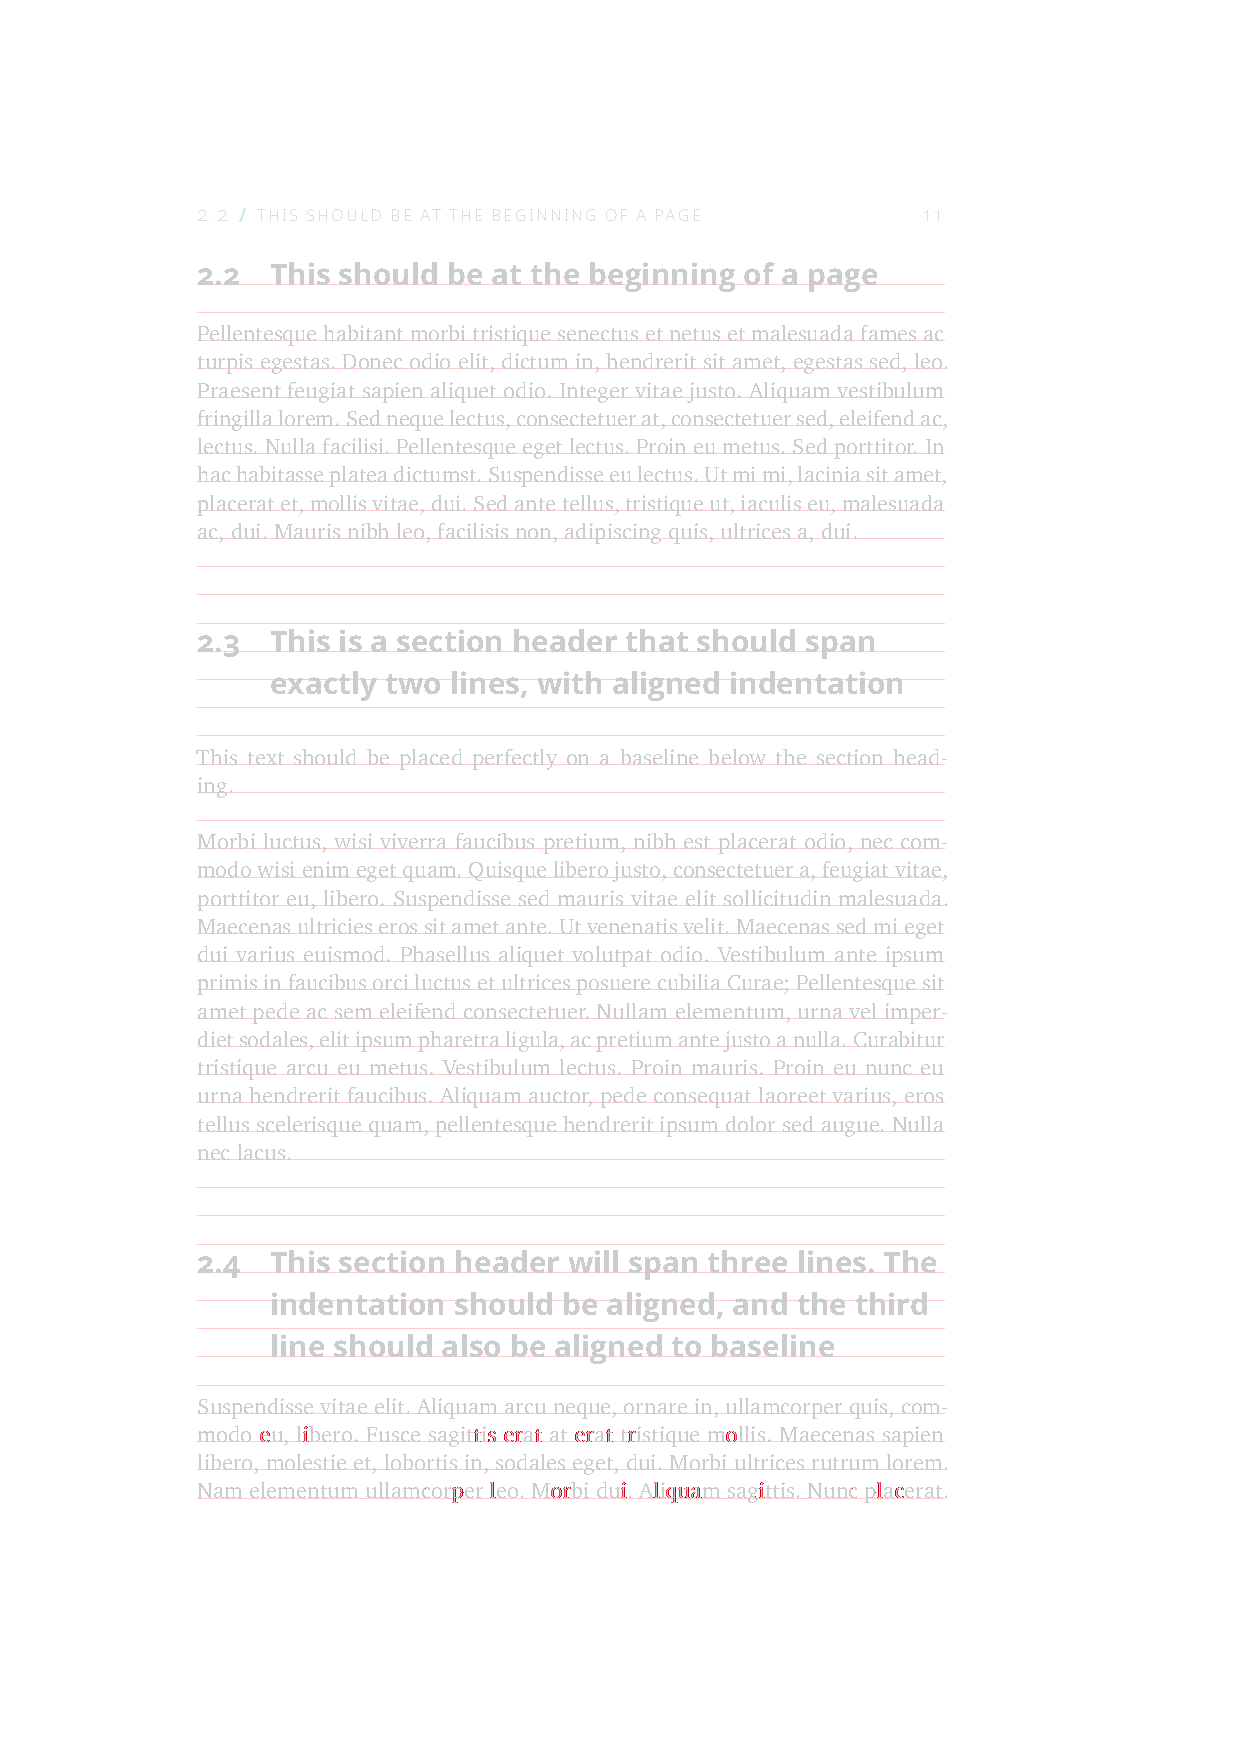 2.2 / THIS SHOULD BE AT THE BEGINNING OF A PAGE 11
2.2 This should be at the beginning of a page
Pellentesque habitant morbi tristique senectus et netus et malesuada fames ac
turpis egestas. Donec odio elit, dictum in, hendrerit sit amet, egestas sed, leo.
Praesent feugiat sapien aliquet odio. Integer vitae justo. Aliquam vestibulum
fringilla lorem. Sed neque lectus, consectetuer at, consectetuer sed, eleifend ac,
lectus. Nulla facilisi. Pellentesque eget lectus. Proin eu metus. Sed porttitor. In
hac habitasse platea dictumst. Suspendisse eu lectus. Ut mi mi, lacinia sit amet,
placerat et, mollis vitae, dui. Sed ante tellus, tristique ut, iaculis eu, malesuada
ac, dui. Mauris nibh leo, facilisis non, adipiscing quis, ultrices a, dui.
2.3 This is a section header that should span
exactly two lines, with aligned indentation
This text should be placed perfectly on a baseline below the section head-
ing.
Morbi luctus, wisi viverra faucibus pretium, nibh est placerat odio, nec com-
modo wisi enim eget quam. Quisque libero justo, consectetuer a, feugiat vitae,
porttitor eu, libero. Suspendisse sed mauris vitae elit sollicitudin malesuada.
Maecenas ultricies eros sit amet ante. Ut venenatis velit. Maecenas sed mi eget
dui varius euismod. Phasellus aliquet volutpat odio. Vestibulum ante ipsum
primis in faucibus orci luctus et ultrices posuere cubilia Curae; Pellentesque sit
amet pede ac sem eleifend consectetuer. Nullam elementum, urna vel imper-
diet sodales, elit ipsum pharetra ligula, ac pretium ante justo a nulla. Curabitur
tristique arcu eu metus. Vestibulum lectus. Proin mauris. Proin eu nunc eu
urna hendrerit faucibus. Aliquam auctor, pede consequat laoreet varius, eros
tellus scelerisque quam, pellentesque hendrerit ipsum dolor sed augue. Nulla
nec lacus.
2.4 This section header will span three lines. The
indentation should be aligned, and the third
line should also be aligned to baseline
Suspendisse vitae elit. Aliquam arcu neque, ornare in, ullamcorper quis, com-
modo eu, libero. Fusce sagittis erat at erat tristique mollis. Maecenas sapien
libero, molestie et, lobortis in, sodales eget, dui. Morbi ultrices rutrum lorem.
Nam elementum ullamcorper leo. Morbi dui. Aliquam sagittis. Nunc placerat.